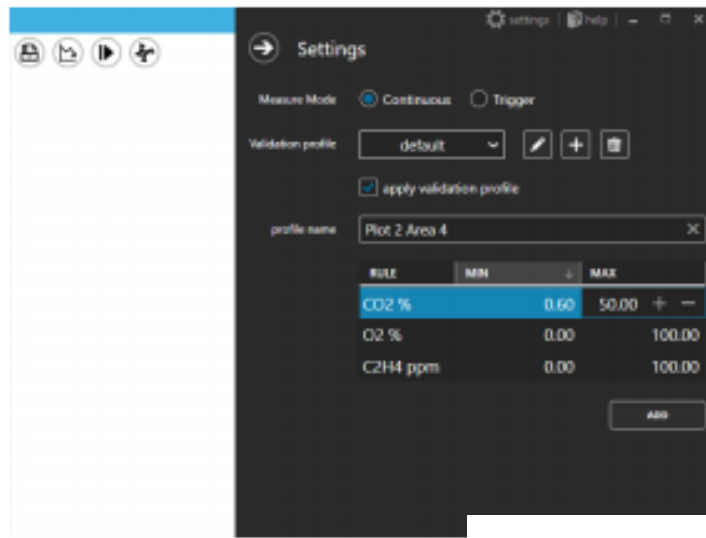 settings | help
Settings
Measure Mode Continuous Trigger
Validation profile default
apply validation profile
profile name Plot 2 Area 4
RULE MIN MAX
CO2 % 0.60 50.00
O2 % 0.00 100.00
C2H4 ppm 0.00 100.00
ADD